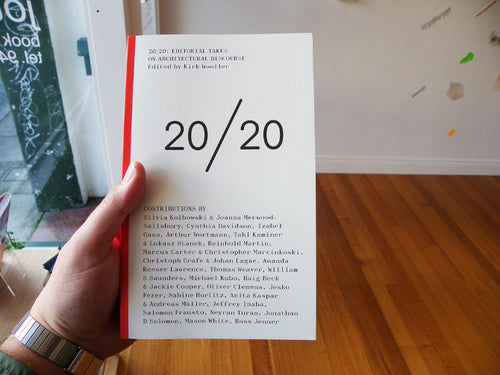 20/20: EDITORIAL TAKES
ON ARCHITECTURAL DISCOURSE
Edited by Kirk Wooller
20/20
CONTRIBUTIONS BY
Silvia Kolbowski & Joanna Merwood-
Salisbury, Cynthia Davidson, Izabel
Gass, Arthur Wortmann, Tahl Kaminer
& Lukasz Stanek, Reinhold Martin,
Marcus Carter & Christopher Marcinkoski,
Christoph Grafe & Johan Lagae, Amanda
Reeser Lawrence, Thomas Weaver, William
S Saunders, Michael Kubo, Haig Beck
& Jackie Cooper, Oliver Clemens, Jesko
Fezer, Sabine Horlitz, Anita Kaspar
& Andreas Müller, Jeffrey Inaba,
Salomon Frausto, Neyran Turan, Jonathan
D Solomon, Mason White, Ross Jenner
book
tel. 94